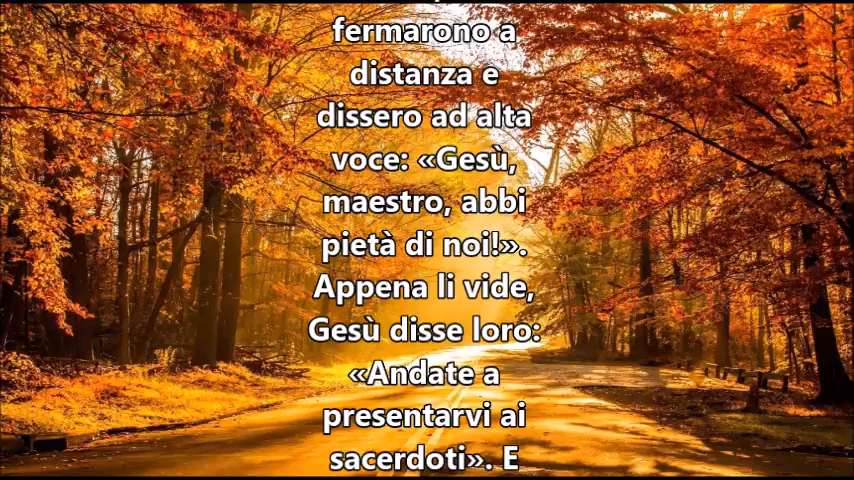 fermarono a
distanza e
dissero ad alta
voce: «Gesù,
maestro, abbi
pietà di noi!».
Appena li vide,
Gesù disse loro:
«Andate a
presentarvi ai
sacerdoti». E